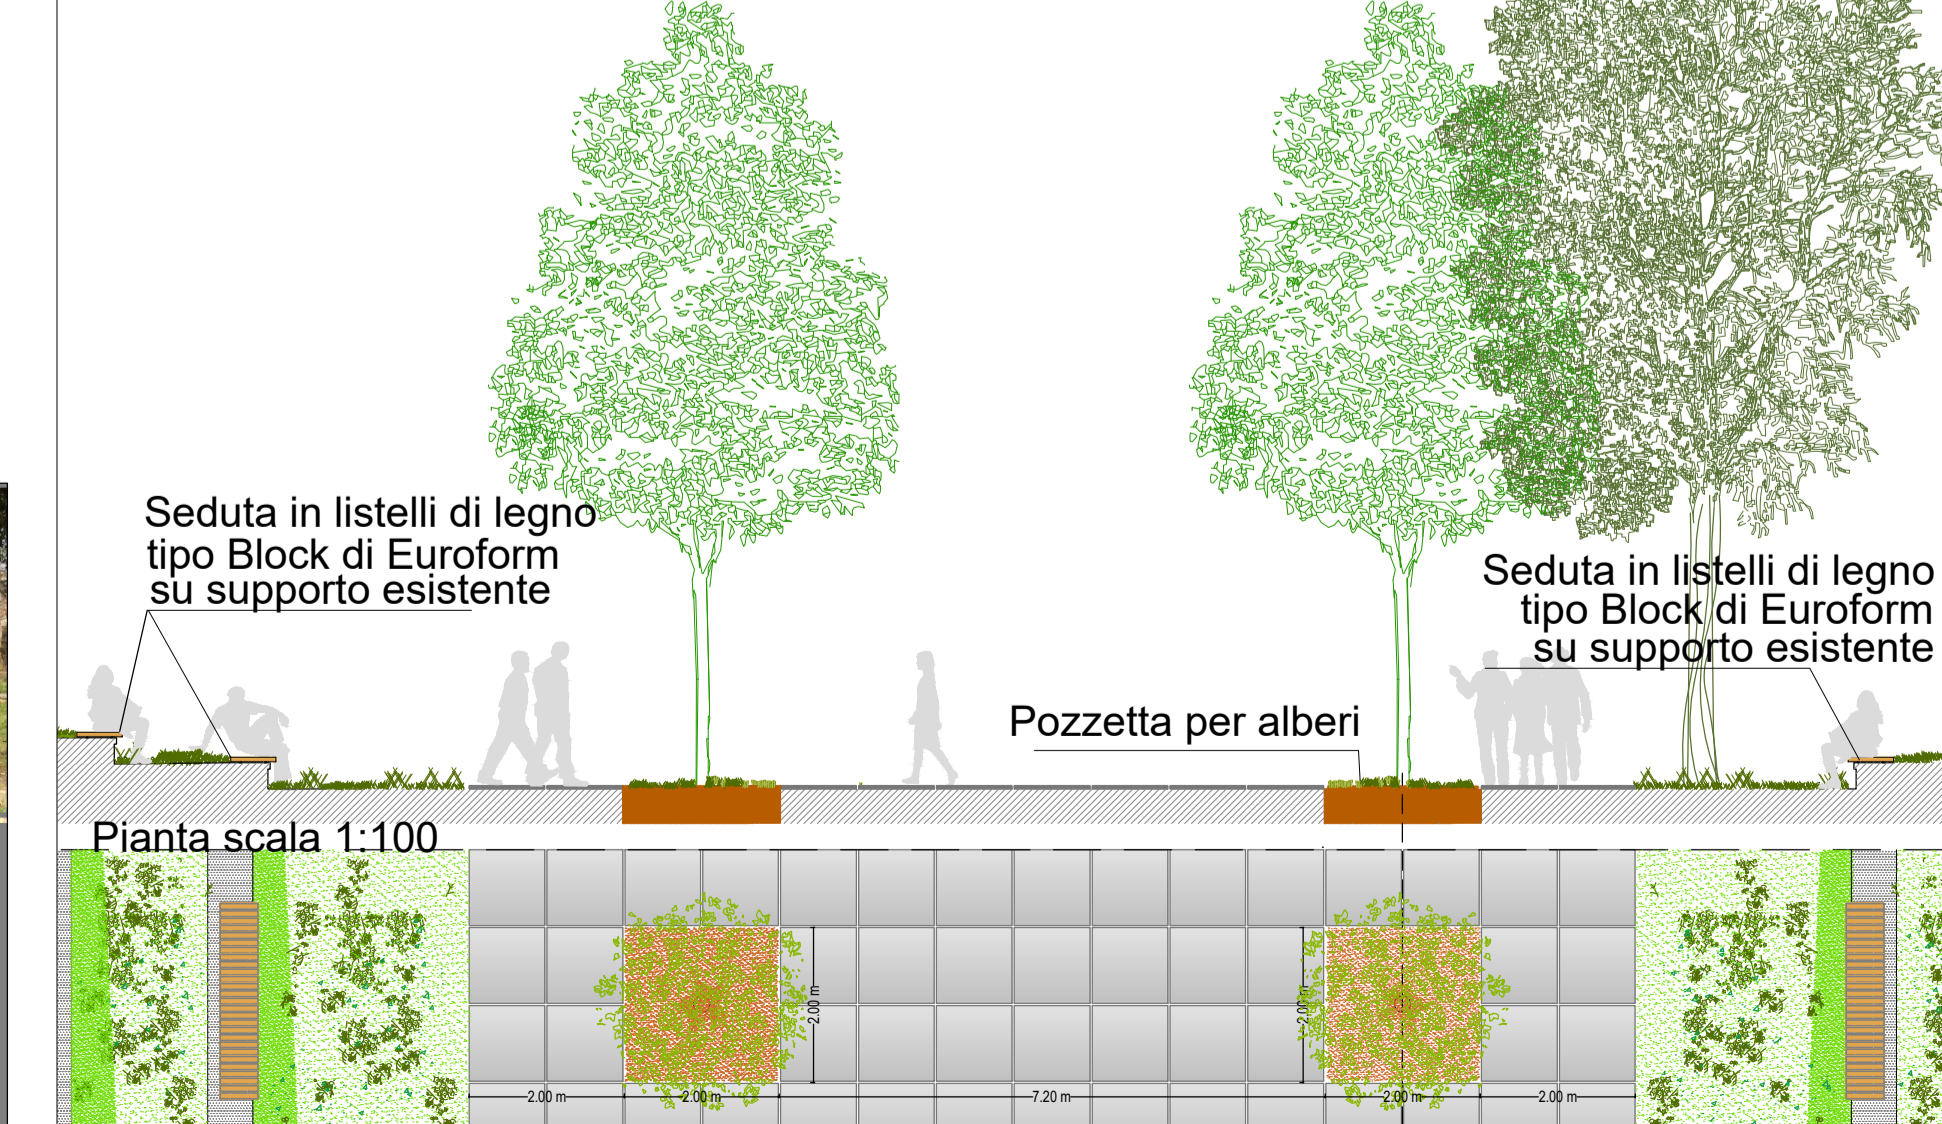 Seduta in listelli di legno
tipo Block di Euroform
su supporto esistente
Seduta in listelli di legno
tipo Block di Euroform
su supporto esistente
Pozzetta per alberi
Pianta scala 1:100
2.00 m
2.00 m
2.00 m
2.00 m
7.20 m
2.00 m
2.00 m